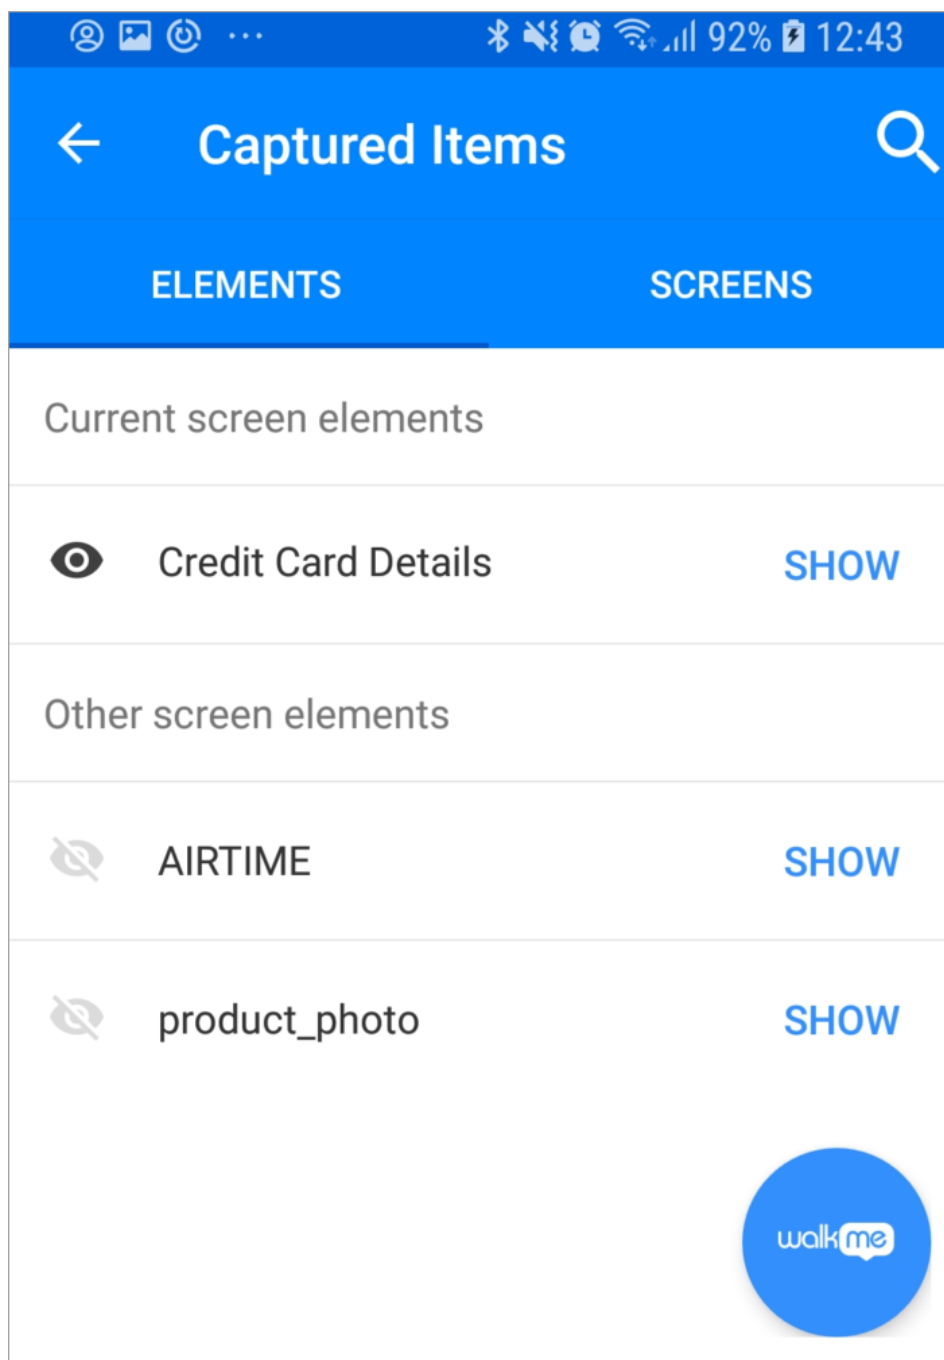 92% 12:43
Captured Items
ELEMENTS SCREENS
Current screen elements
Credit Card Details SHOW
Other screen elements
AIRTIME SHOW
product_photo SHOW
walkme